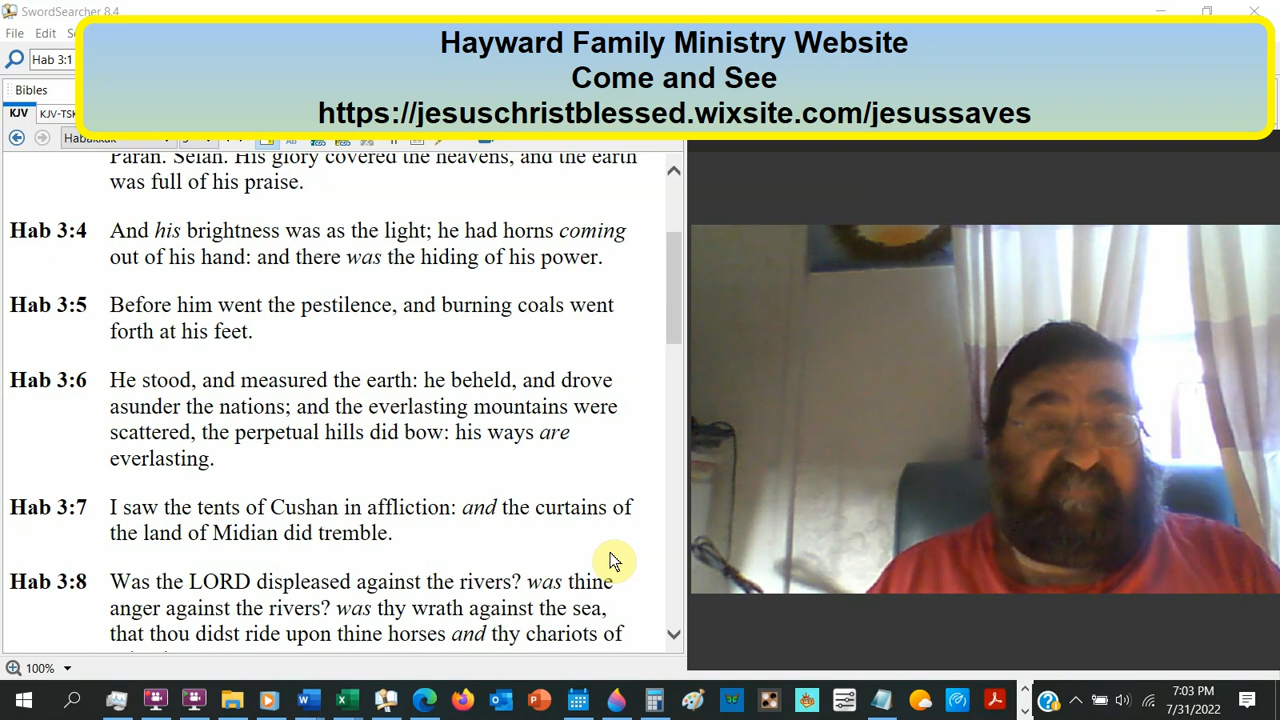 SwordSearcher 8.4
File Edit
Hayward Family Ministry Website
Come and See
https://jesuschristblessed.wixsite.com/jesussaves
Hab 3:1
Bibles
KJV KJV-TSK
Habakkuk
Paran. Selah. His glory covered the heavens, and the earth
was full of his praise.
Hab 3:4 And his brightness was as the light; he had horns coming
out of his hand: and there was the hiding of his power.
Hab 3:5 Before him went the pestilence, and burning coals went
forth at his feet.
Hab 3:6 He stood, and measured the earth: he beheld, and drove
asunder the nations; and the everlasting mountains were
scattered, the perpetual hills did bow: his ways are
everlasting.
Hab 3:7 I saw the tents of Cushan in affliction: and the curtains of
the land of Midian did tremble.
Hab 3:8 Was the LORD displeased against the rivers? was thine
anger against the rivers? was thy wrath against the sea,
that thou didst ride upon thine horses and thy chariots of
100%
7:03 PM
7/31/2022